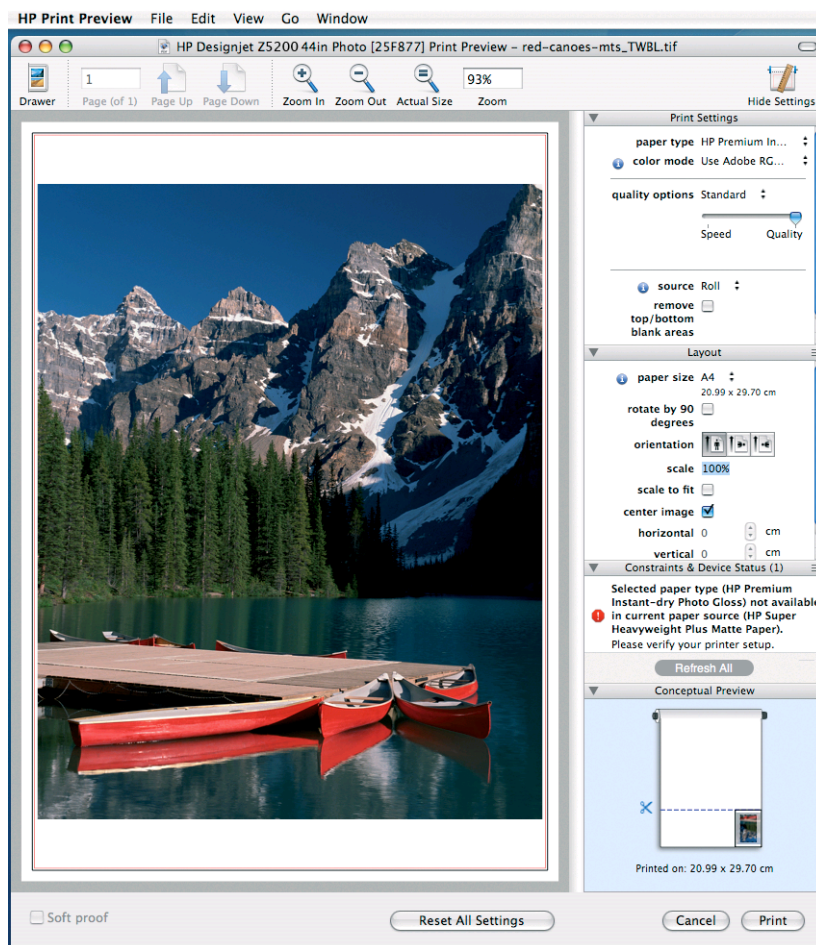 HP Print Preview File Edit View Go Window
HP Designjet Z5200 44in Photo [25F877] Print Preview – red-canoes-mts_TWBL.tif
1
93%
Drawer Page (of 1) Page Up Page Down Zoom In Zoom Out Actual Size Zoom Hide Settings
Print Settings
paper type HP Premium In...
color mode Use Adobe RG...
quality options Standard
Speed Quality
source Roll
remove
top/bottom
blank areas
Layout
paper size A4
20.99 x 29.70 cm
rotate by 90
degrees
orientation
scale 100%
scale to fit
center image
horizontal 0 cm
vertical 0 cm
Constraints & Device Status (1)
Selected paper type (HP Premium
Instant-dry Photo Gloss) not available
in current paper source (HP Super
Heavyweight Plus Matte Paper).
Please verify your printer setup.
Refresh All
Conceptual Preview
Printed on: 20.99 x 29.70 cm
Soft proof
Reset All Settings
Cancel
Print